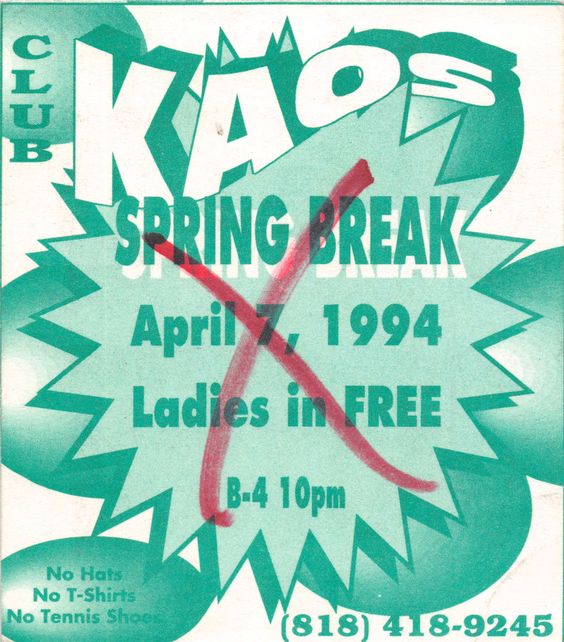 CLUB
KAOS
SPRING BREAK
April 7, 1994
Ladies in FREE
B-4 10pm
No Hats
No T-Shirts
No Tennis Shoes
(818) 418-9245